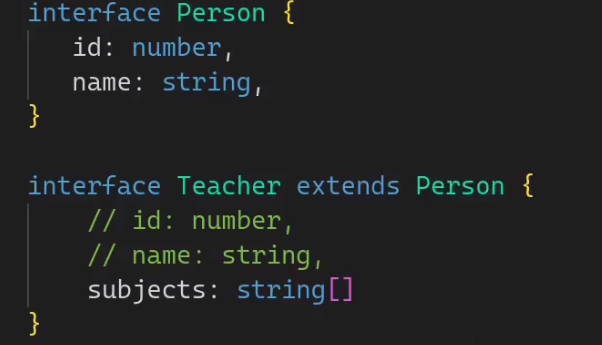 interface Person {
id: number,
name: string,
}
interface Teacher extends Person {
// id: number,
// name: string,
subjects: string[]
}